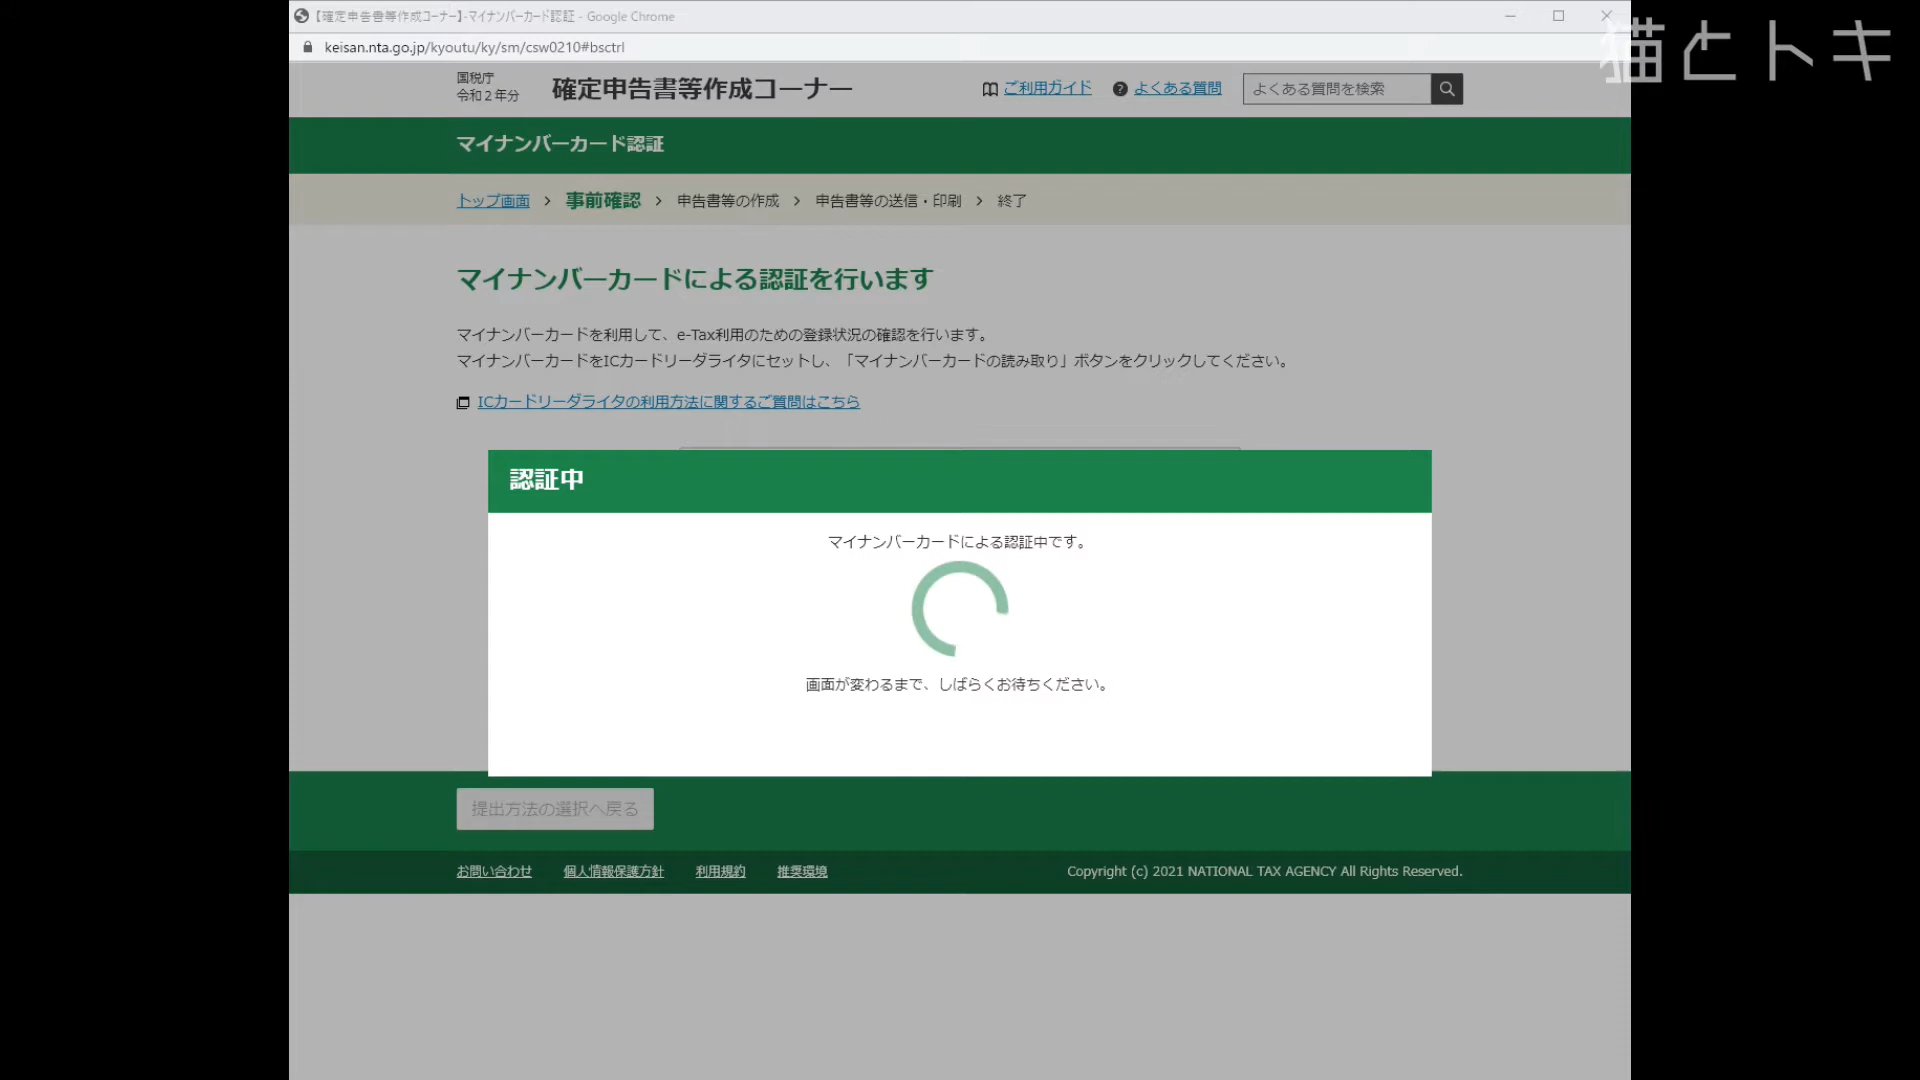 【確定申告書等作成コーナー】-マイナンバーカード認証 - Google Chrome
keisan.nta.go.jp/kyoutu/ky/sm/csw0210#bsctrl
猫とトキ
国税庁
令和2年分
確定申告書等作成コーナー
ご利用ガイド
よくある質問
よくある質問を検索
マイナンバーカード認証
トップ画面 > 事前確認 > 申告書等の作成 > 申告書等の送信・印刷 > 終了
マイナンバーカードによる認証を行います
マイナンバーカードを利用して、e-Tax利用のための登録状況の確認を行います。
マイナンバーカードをICカードリーダライタにセットし、「マイナンバーカードの読み取り」ボタンをクリックしてください。
ICカードリーダライタの利用方法に関するご質問はこちら
認証中
マイナンバーカードによる認証中です。
画面が変わるまで、しばらくお待ちください。
提出方法の選択へ戻る
お問い合わせ 個人情報保護方針 利用規約 推奨環境 Copyright (c) 2021 NATIONAL TAX AGENCY All Rights Reserved.